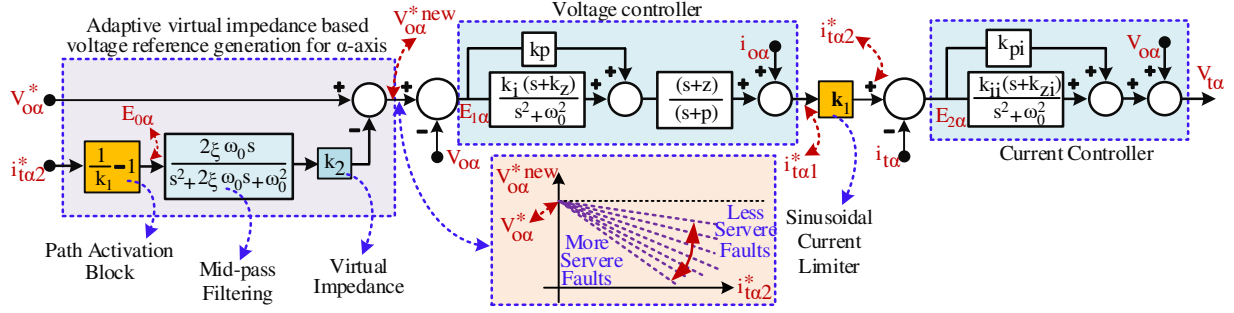 Adaptive virtual impedance based
voltage reference generation for α-axis
V*oα
i*tα2
1/k1 -1
E0α
2ξ ω0 s / s² + 2ξ ω0 s + ω0²
k2
+
-
Path Activation
Block
Mid-pass
Filtering
Virtual
Impedance
V*oα new
+
-
Voα
Voltage controller
kp
E1α
ki (s+kz) / s² + ω0²
+
+
(s+z) / (s+p)
ioα
+
+
i*tα1
k1
Sinusoidal
Current
Limiter
i*tα2
+
-
itα
kpi
E2α
kii(s+kzi) / s² + ω0²
+
+
Voα
+
+
Vtα
Current Controller
V*oα new
V*oα
Less
Servere
Faults
More
Servere
Faults
i*tα2